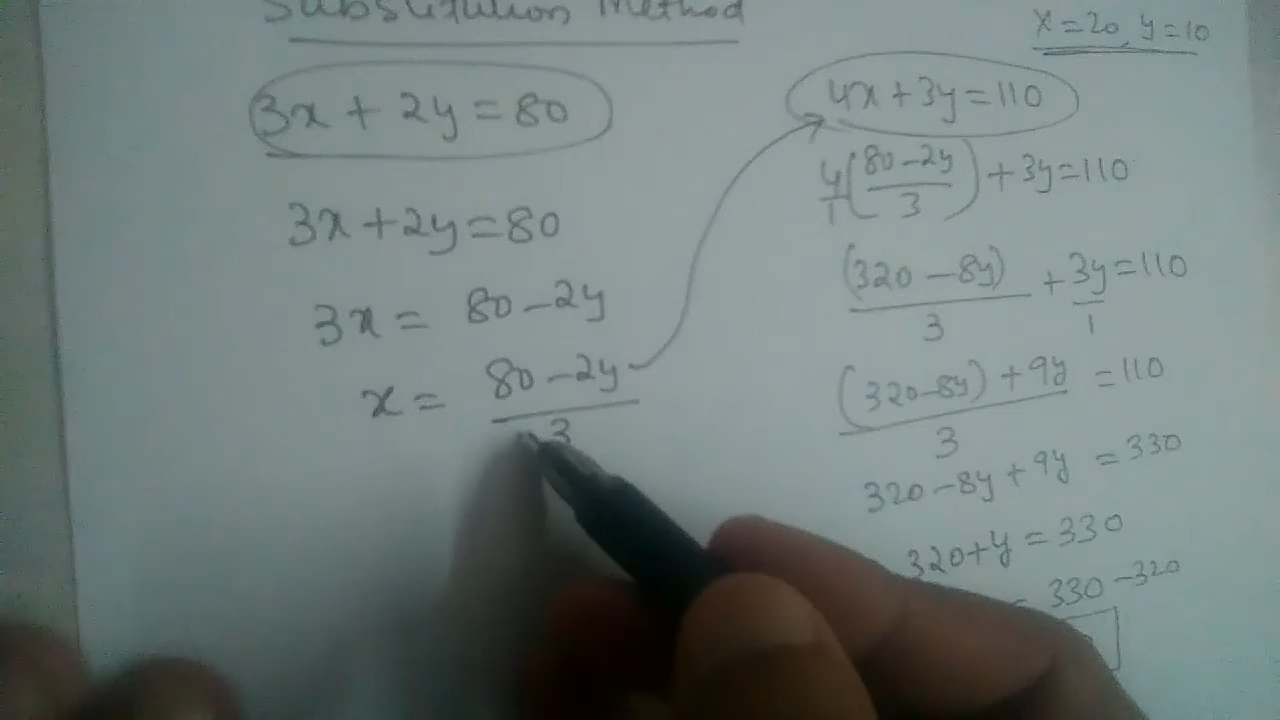 Substitution Method
x=20, y=10
3x + 2y = 80
3x + 2y = 80
3x = 80 - 2y
x = 80 - 2y / 3
4x + 3y = 110
4/1 (80 - 2y / 3) + 3y = 110
(320 - 8y) / 3 + 3y / 1 = 110
(320 - 8y) + 9y / 3 = 110
320 - 8y + 9y = 330
320 + y = 330
= 330 - 320